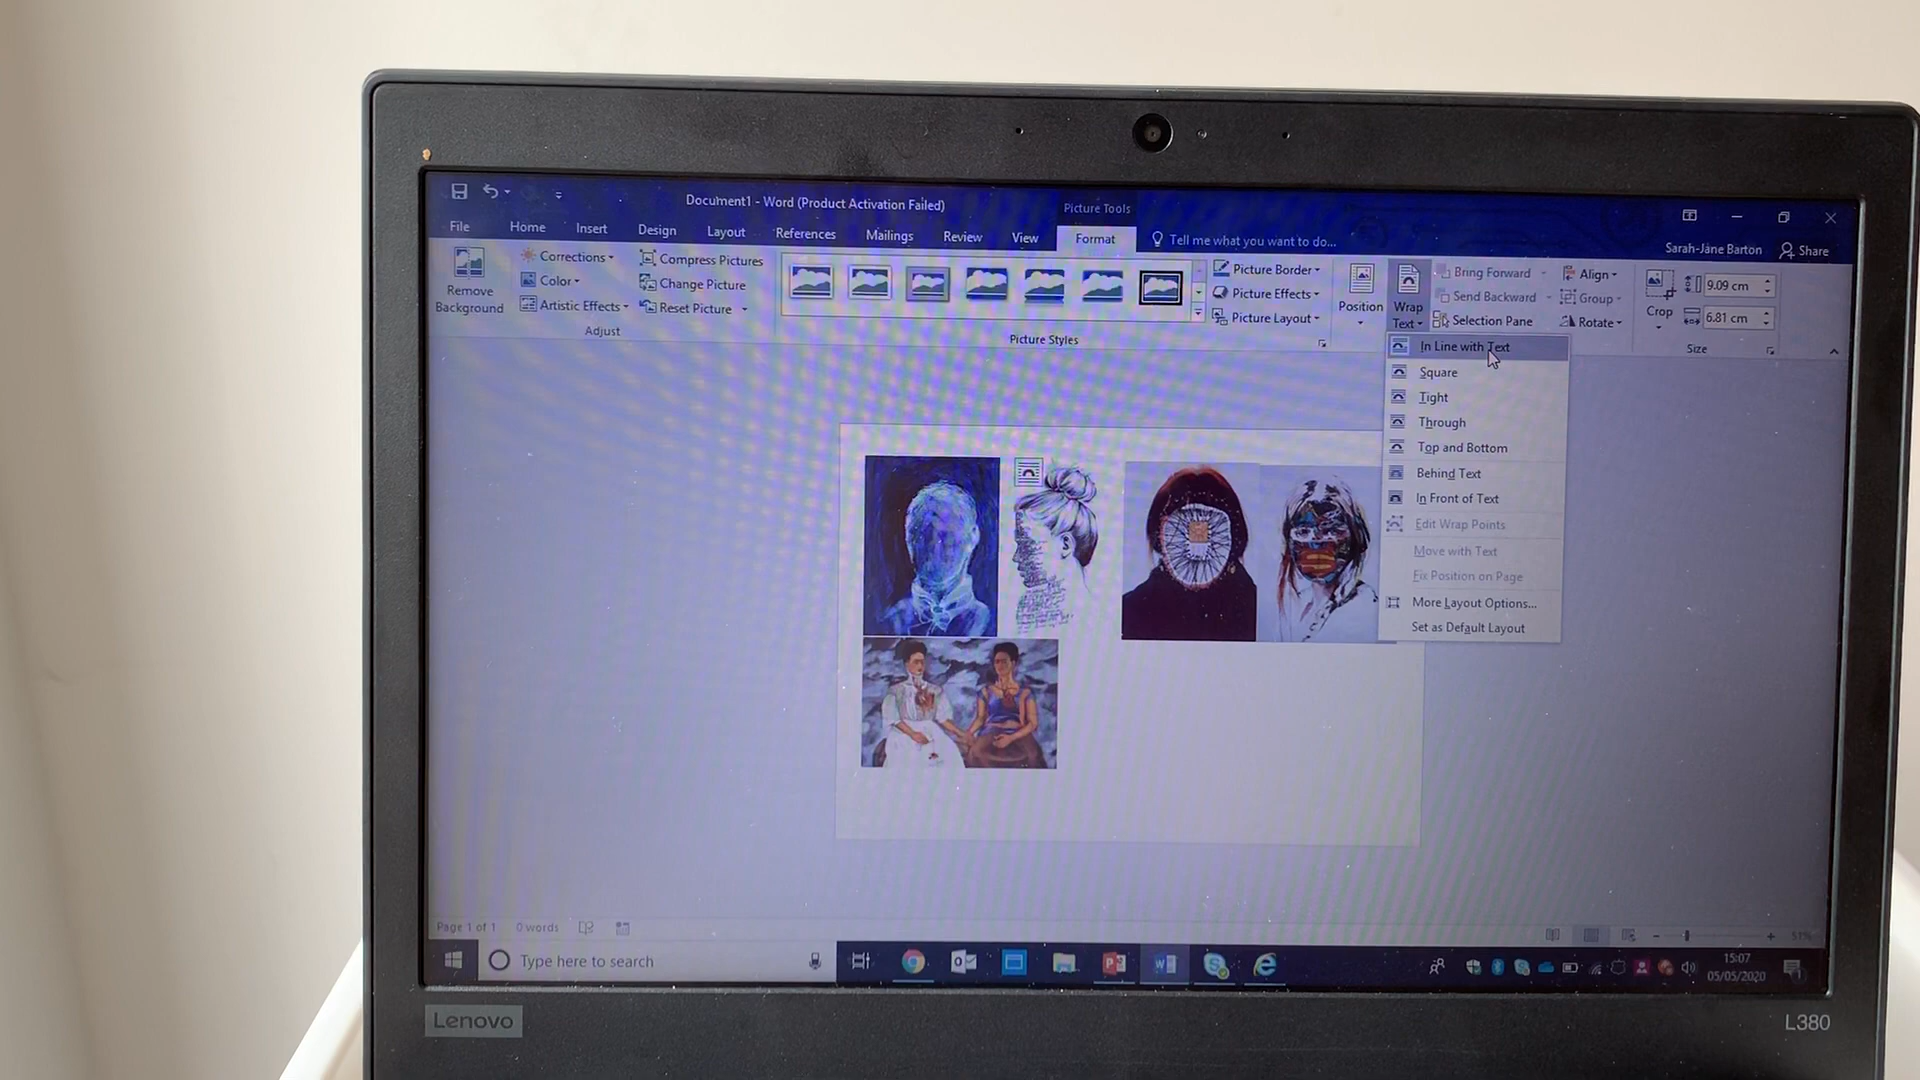 Document1 - Word (Product Activation Failed)
Picture Tools
File Home Insert Design Layout References Mailings Review View Format Tell me what you want to do...
Sarah-Jane Barton Share
Remove Background
Corrections
Color
Artistic Effects
Compress Pictures
Change Picture
Reset Picture
Adjust
Picture Styles
Picture Border
Picture Effects
Picture Layout
Position
Wrap Text
Bring Forward
Send Backward
Selection Pane
Align
Group
Rotate
Crop
9.09 cm
6.81 cm
Size
In Line with Text
Square
Tight
Through
Top and Bottom
Behind Text
In Front of Text
Edit Wrap Points
Move with Text
Fix Position on Page
More Layout Options...
Set as Default Layout
Page 1 of 1 0 words
51%
Type here to search
15:07
05/05/2020
Lenovo
L380